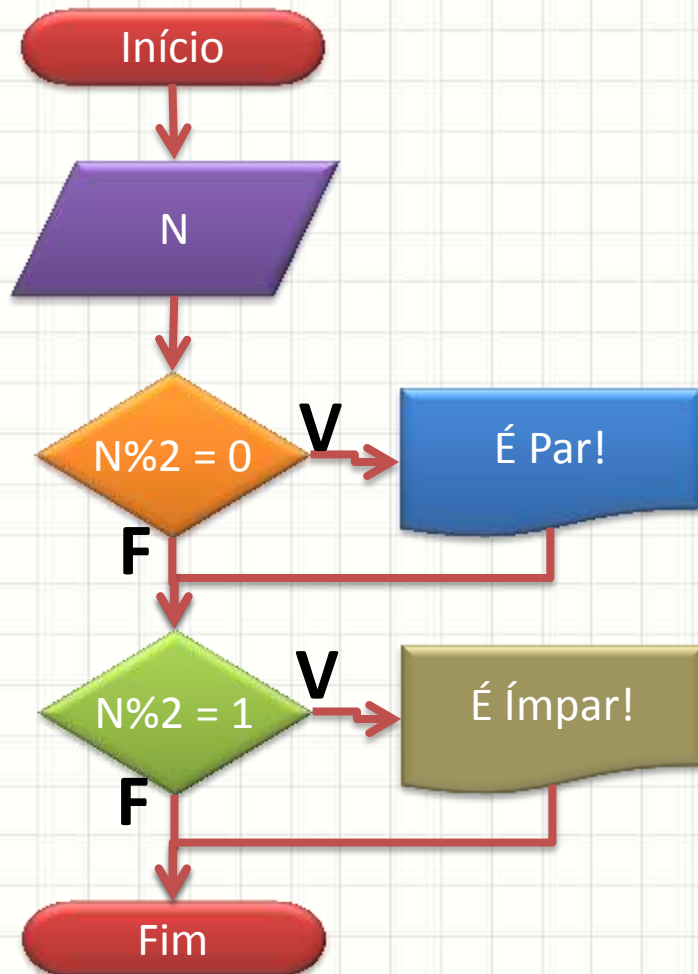 Início
N
N%2 = 0
V
É Par!
F
N%2 = 1
V
É Ímpar!
F
Fim